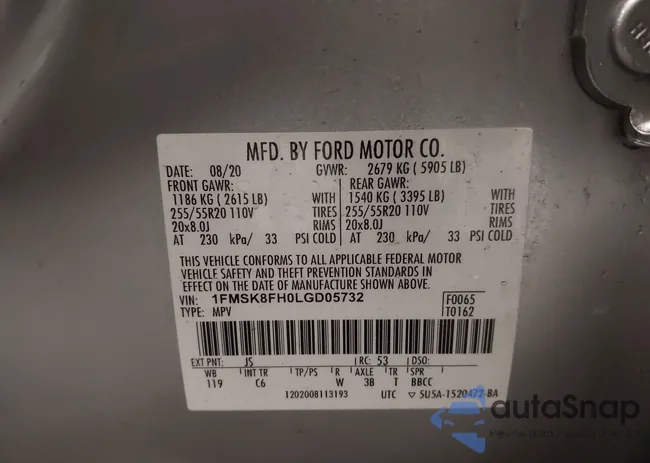 MFD. BY FORD MOTOR CO.
DATE: 08/20 GVWR: 2679 KG ( 5905 LB)
FRONT GAWR: REAR GAWR:
1186 KG ( 2615 LB) WITH 1540 KG ( 3395 LB) WITH
255/55R20 110V TIRES 255/55R20 110V TIRES
20x8.0J RIMS 20x8.0J RIMS
AT 230 kPa/ 33 PSI COLD AT 230 kPa/ 33 PSI COLD
THIS VEHICLE CONFORMS TO ALL APPLICABLE FEDERAL MOTOR
VEHICLE SAFETY AND THEFT PREVENTION STANDARDS IN
EFFECT ON THE DATE OF MANUFACTURE SHOWN ABOVE.
VIN: 1FMSK8FH0LGD05732 F0065
TYPE: MPV T0162
EXT PNT: JS RC: 53 DSO:
WB INT TR TP/PS R AXLE TR SPR
119 C6 W 3B T BBCC
1202008113193 UTC ▽ 5U5A-1520472-BA
autoSnap